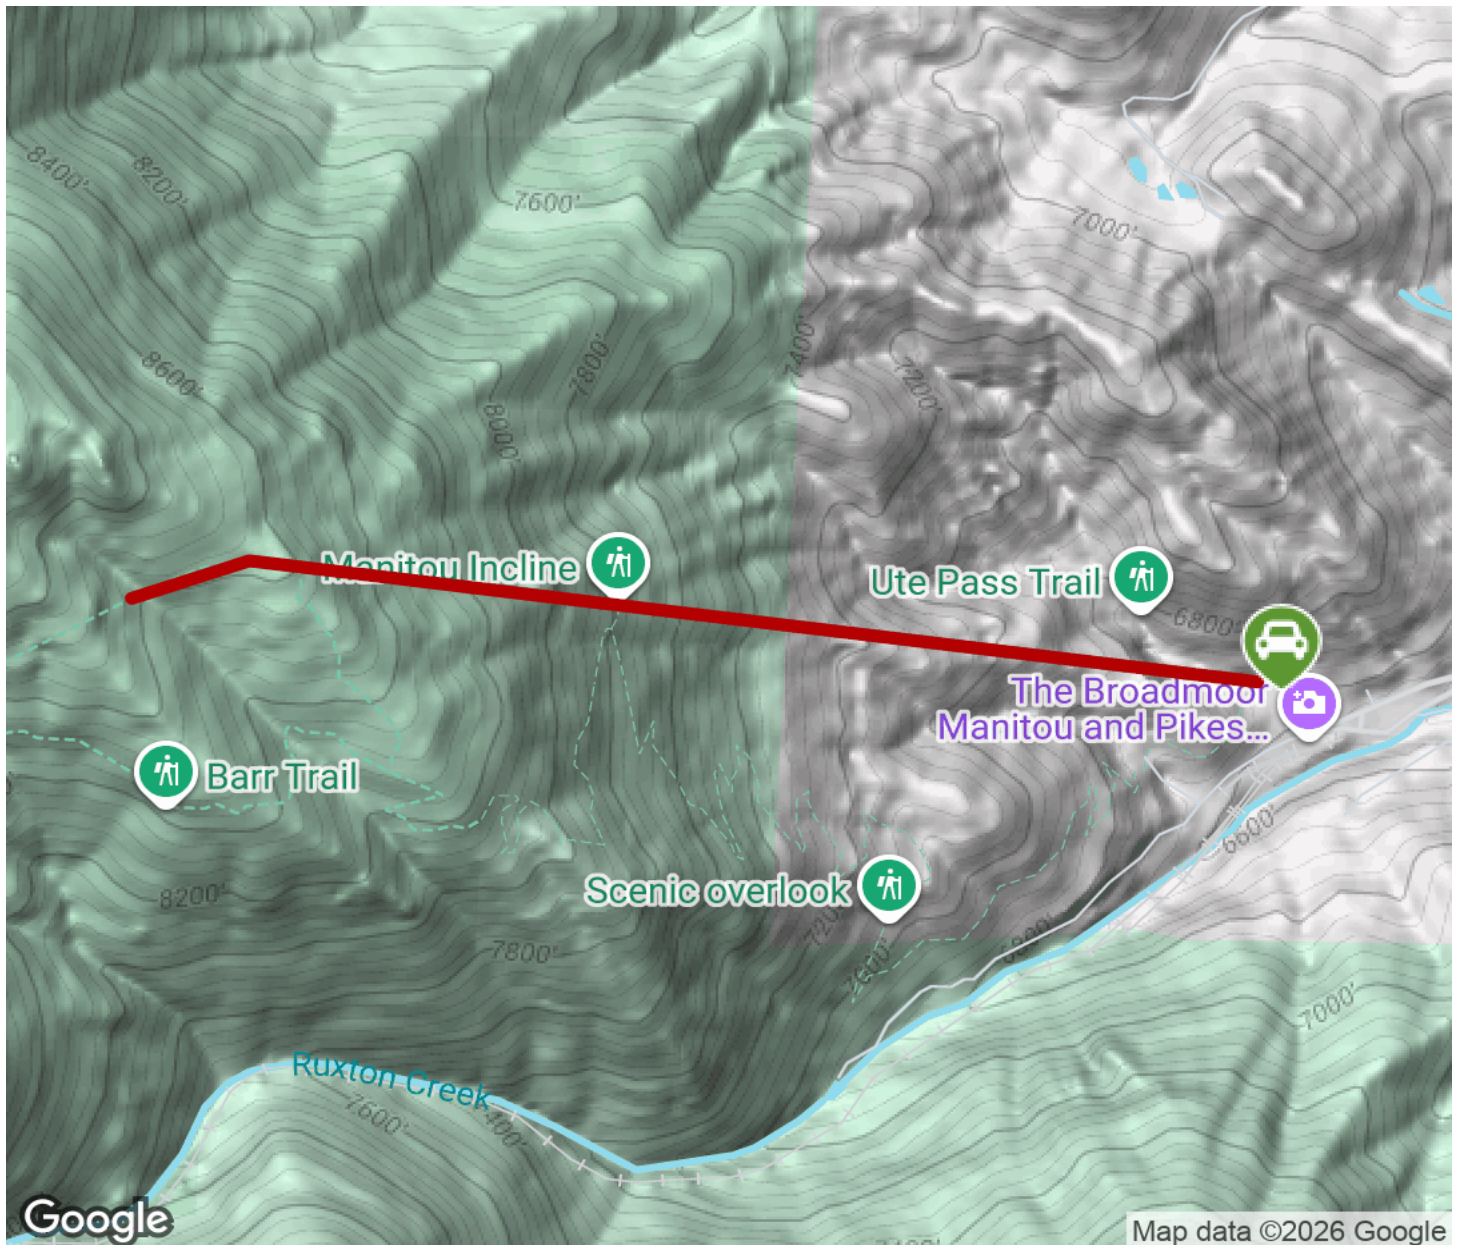 8400'
8200'
7600'
7000'
7400'
8600'
7800'
7200'
8000'
Manitou Incline
Ute Pass Trail
6800'
The Broadmoor
Manitou and Pikes...
Barr Trail
6600'
Scenic overlook
8200'
7800'
6800'
7000'
Ruxton Creek
7600'
Google
Map data ©2026 Google